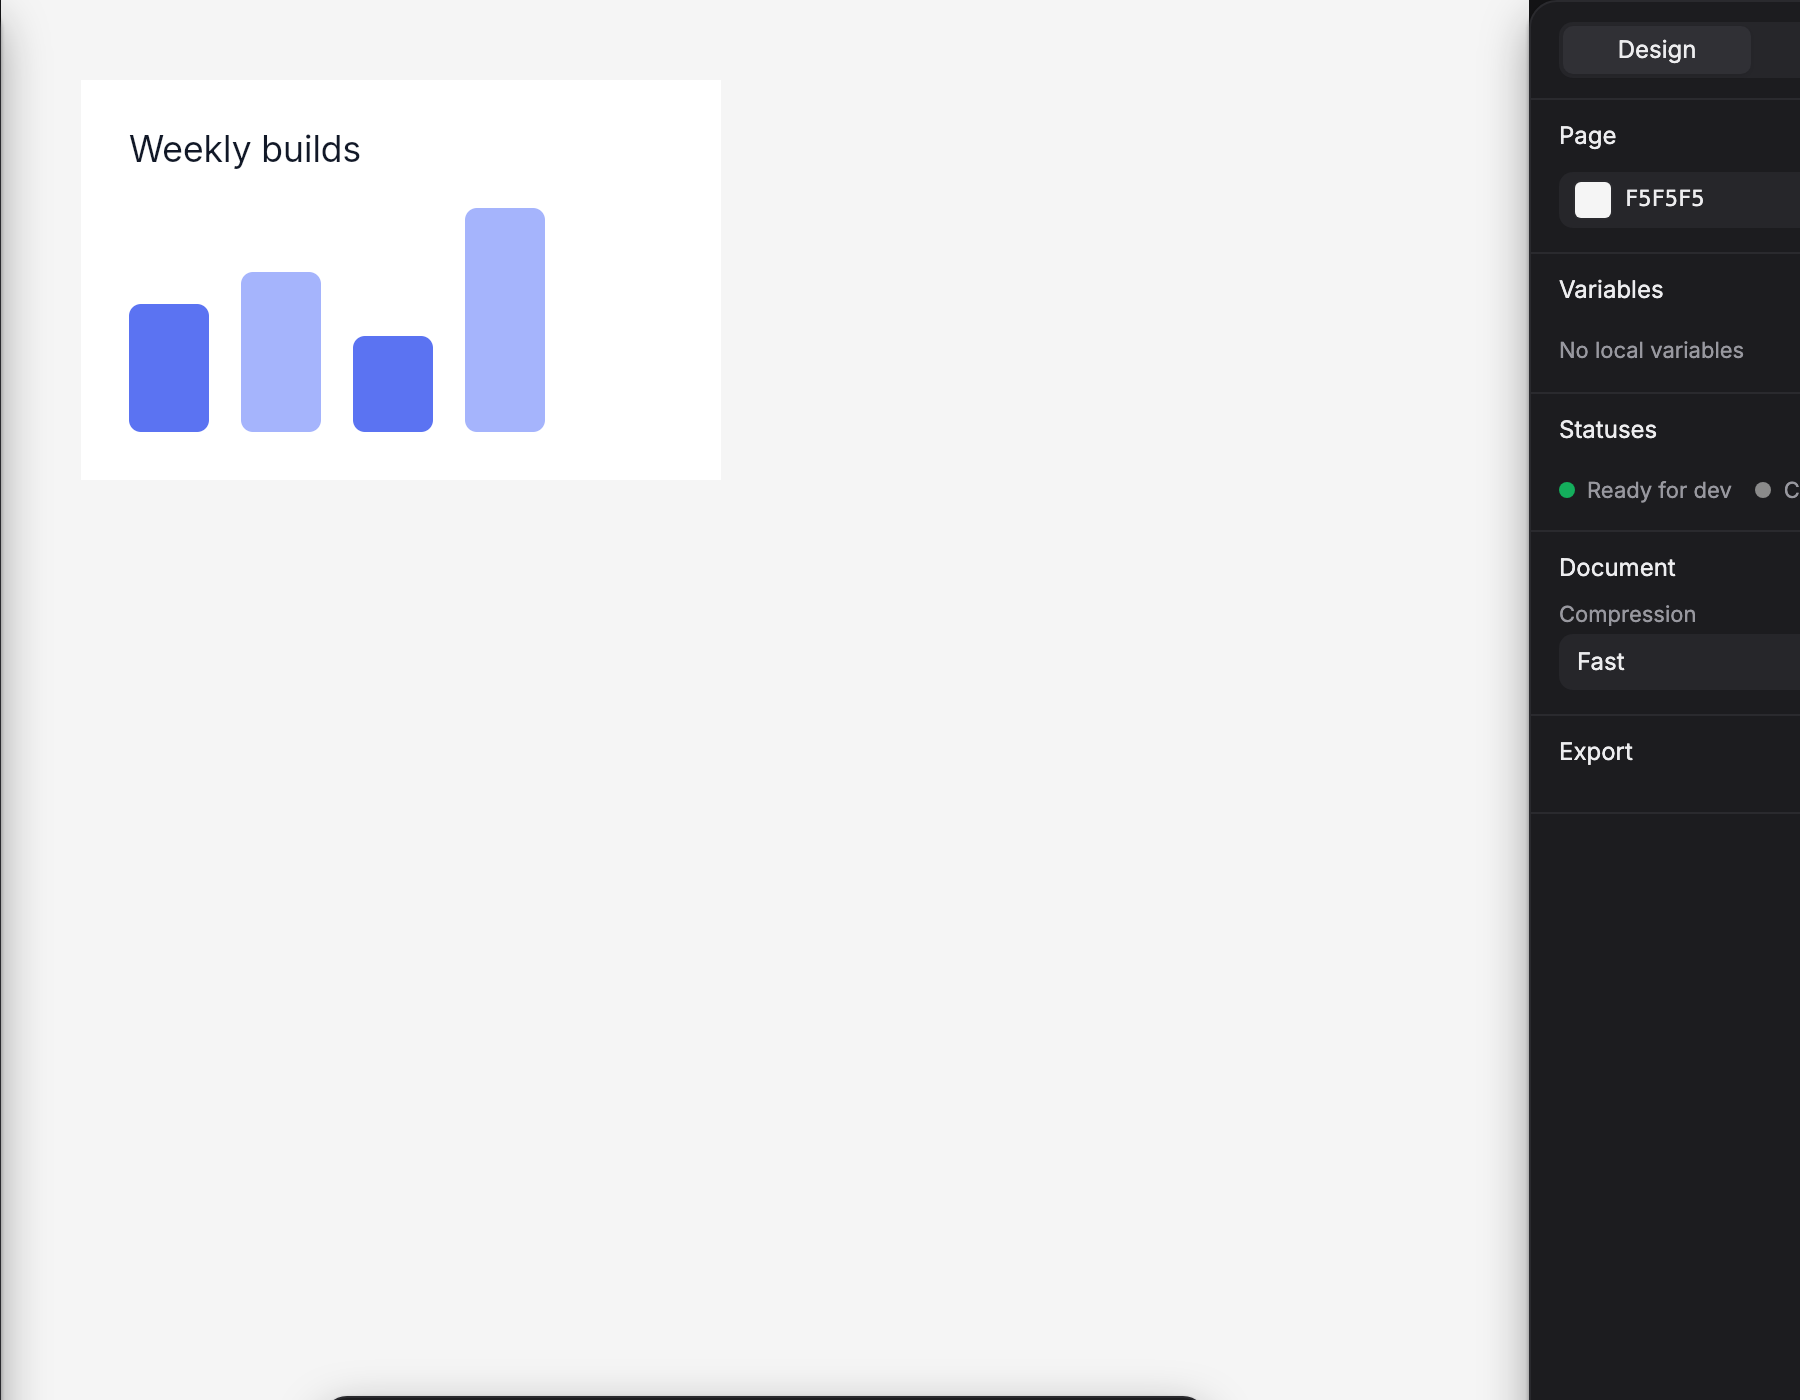 Weekly builds
Design
Page
F5F5F5
Variables
No local variables
Statuses
Ready for dev
Document
Compression
Fast
Export